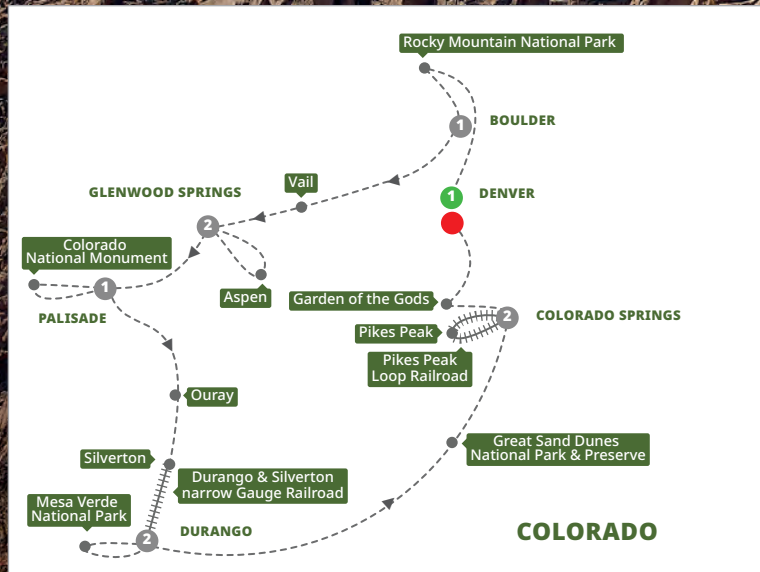 Rocky Mountain National Park
1
BOULDER
Vail
1
DENVER
GLENWOOD SPRINGS
2
Colorado
National Monument
1
PALISADE
Aspen
Garden of the Gods
2
COLORADO SPRINGS
Pikes Peak
Pikes Peak
Loop Railroad
Ouray
Silverton
Great Sand Dunes
National Park & Preserve
Durango & Silverton
narrow Gauge Railroad
Mesa Verde
National Park
2
DURANGO
COLORADO